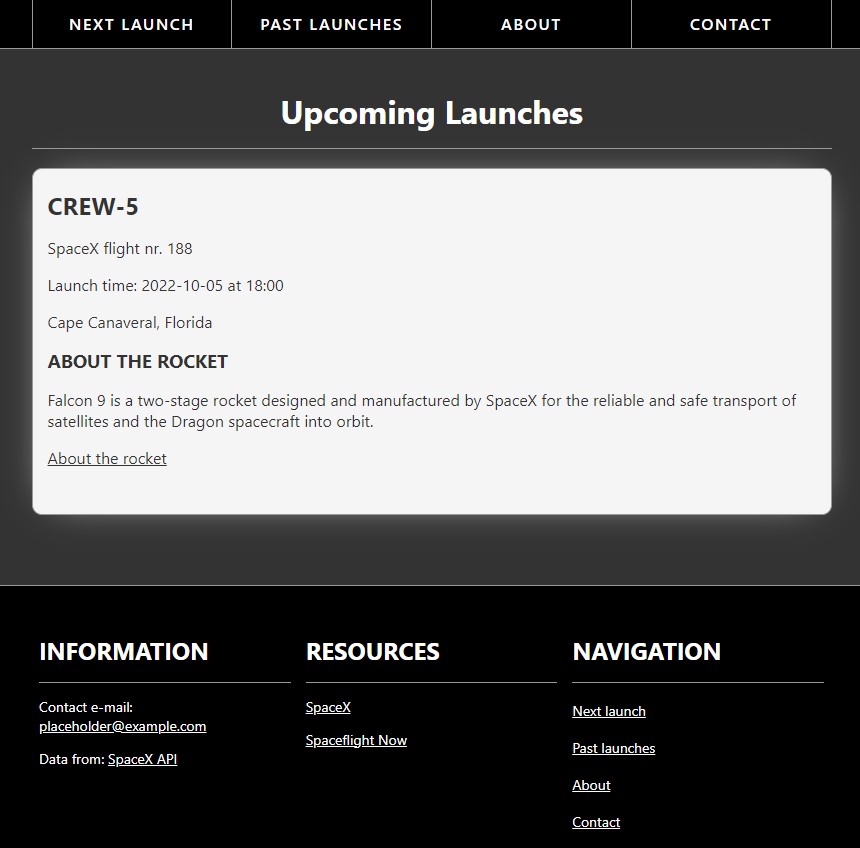 NEXT LAUNCH
PAST LAUNCHES
ABOUT
CONTACT
Upcoming Launches
CREW-5
SpaceX flight nr. 188
Launch time: 2022-10-05 at 18:00
Cape Canaveral, Florida
ABOUT THE ROCKET
Falcon 9 is a two-stage rocket designed and manufactured by SpaceX for the reliable and safe transport of
satellites and the Dragon spacecraft into orbit.
About the rocket
INFORMATION
Contact e-mail:
placeholder@example.com
Data from: SpaceX API
RESOURCES
SpaceX
Spaceflight Now
NAVIGATION
Next launch
Past launches
About
Contact